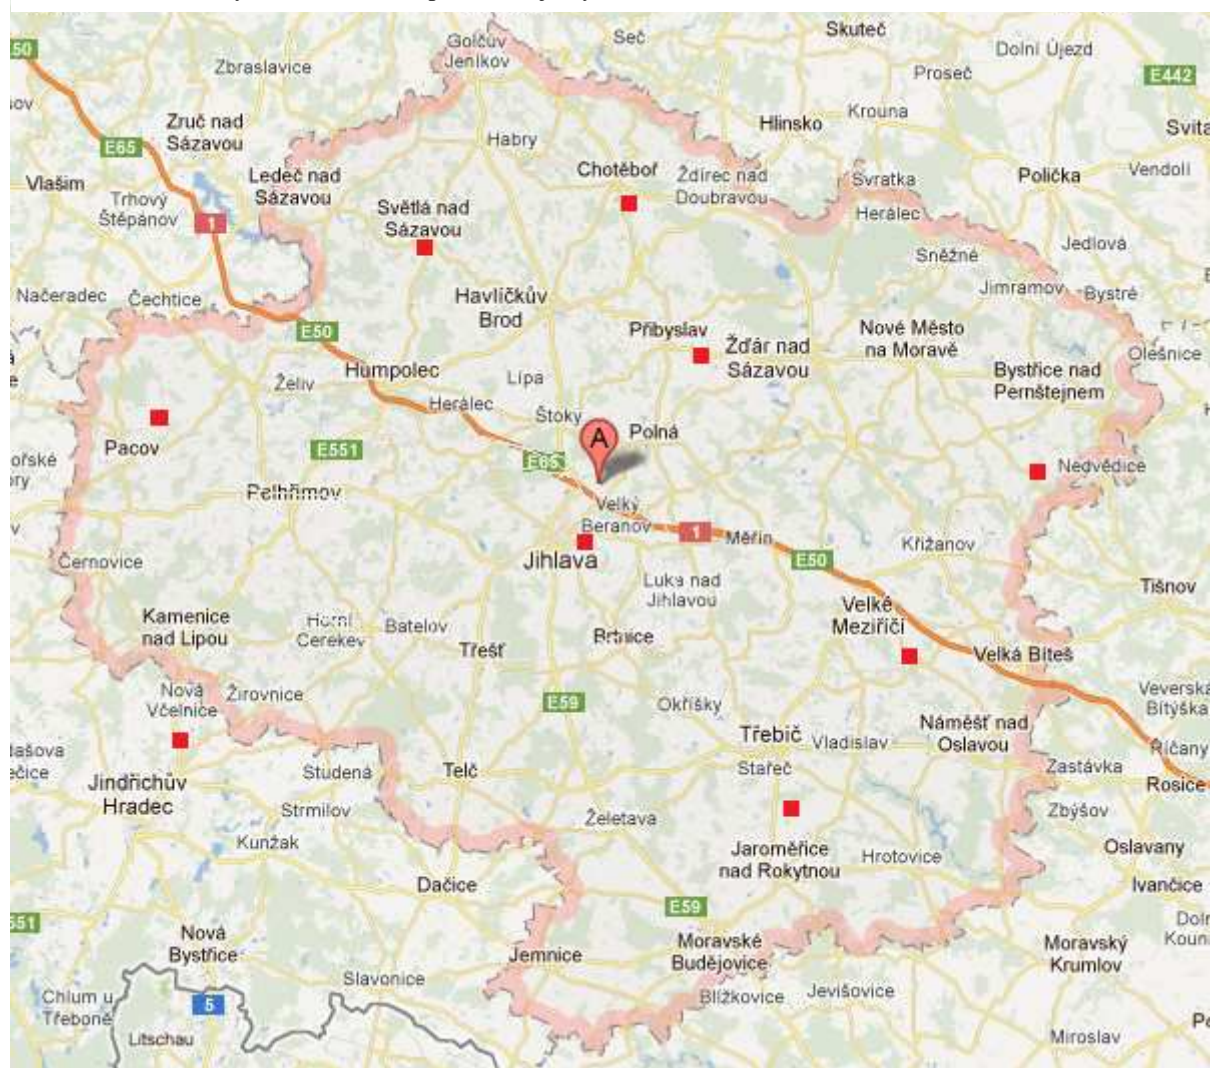 Golčův
Jeníkov
Seč
Skuteč
Dolní Újezd
50
Zbraslavice
Proseč
E442
Zruč nad
Sázavou
Habry
Hlinsko
Krouna
E65
Vlašim
Ledeč nad
Sázavou
Chotěboř
Ždírec nad
Doubravou
Svratka
Polička
Vendolí
Trhový
Štěpánov
1
Světlá nad
Sázavou
Herálec
Sněžné
Jedlová
Načeradec
Čechtice
Havlíčkův
Brod
Jimramov
Bystré
E50
Přibyslav
Žďár nad
Sázavou
Nové Město
na Moravě
Olešnice
Humpolec
Želiv
Lípa
Bystřice nad
Pernštejnem
Herálec
Štoky
A
Polná
Pacov
E551
E65
Nedvědice
Pelhřimov
Velký
Beranov
1
Měřín
Jihlava
E50
Křižanov
Černovice
Luka nad
Jihlavou
Tišnov
Kamenice
nad Lipou
Horní
Cerekev
Batelov
Velké
Meziříčí
Třešť
Brtnice
Velká Bíteš
Nová
Včelnice
Žirovnice
E59
Okříšky
Veverská
Bítýška
Třebíč
Vladislav
Náměšť nad
Oslavou
Říčany
Jindřichův
Hradec
Studená
Telč
Stařeč
Zastávka
Rosice
Strmilov
Želetava
Zbýšov
Kunžak
Jaroměřice
nad Rokytnou
Hrotovice
Oslavany
Dačice
Ivančice
E59
Nová
Bystřice
Jemnice
Moravské
Budějovice
Moravský
Krumlov
Slavonice
Blížkovice
Jevišovice
Chlum u
Třeboně
5
Litschau
Miroslav